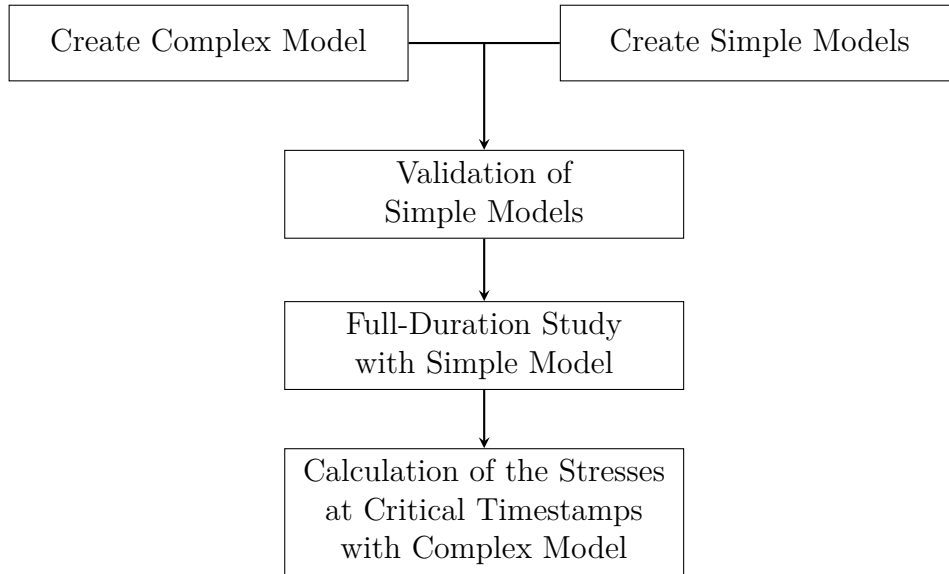 Create Complex Model
Create Simple Models
Validation of
Simple Models
Full-Duration Study
with Simple Model
Calculation of the Stresses
at Critical Timestamps
with Complex Model